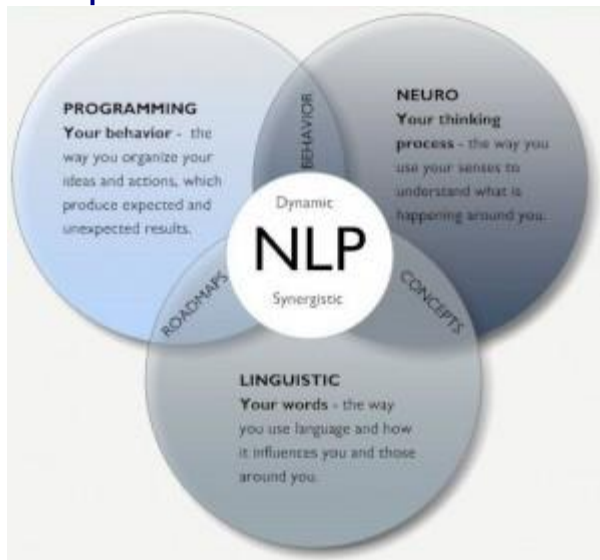 PROGRAMMING
Your behavior - the
way you organize your
ideas and actions, which
produce expected and
unexpected results.
BEHAVIOR
NEURO
Your thinking
process - the way you
use your senses to
understand what is
happening around you.
Dynamic
NLP
Synergistic
ROADMAPS
CONCEPTS
LINGUISTIC
Your words - the way
you use language and how
it influences you and those
around you.